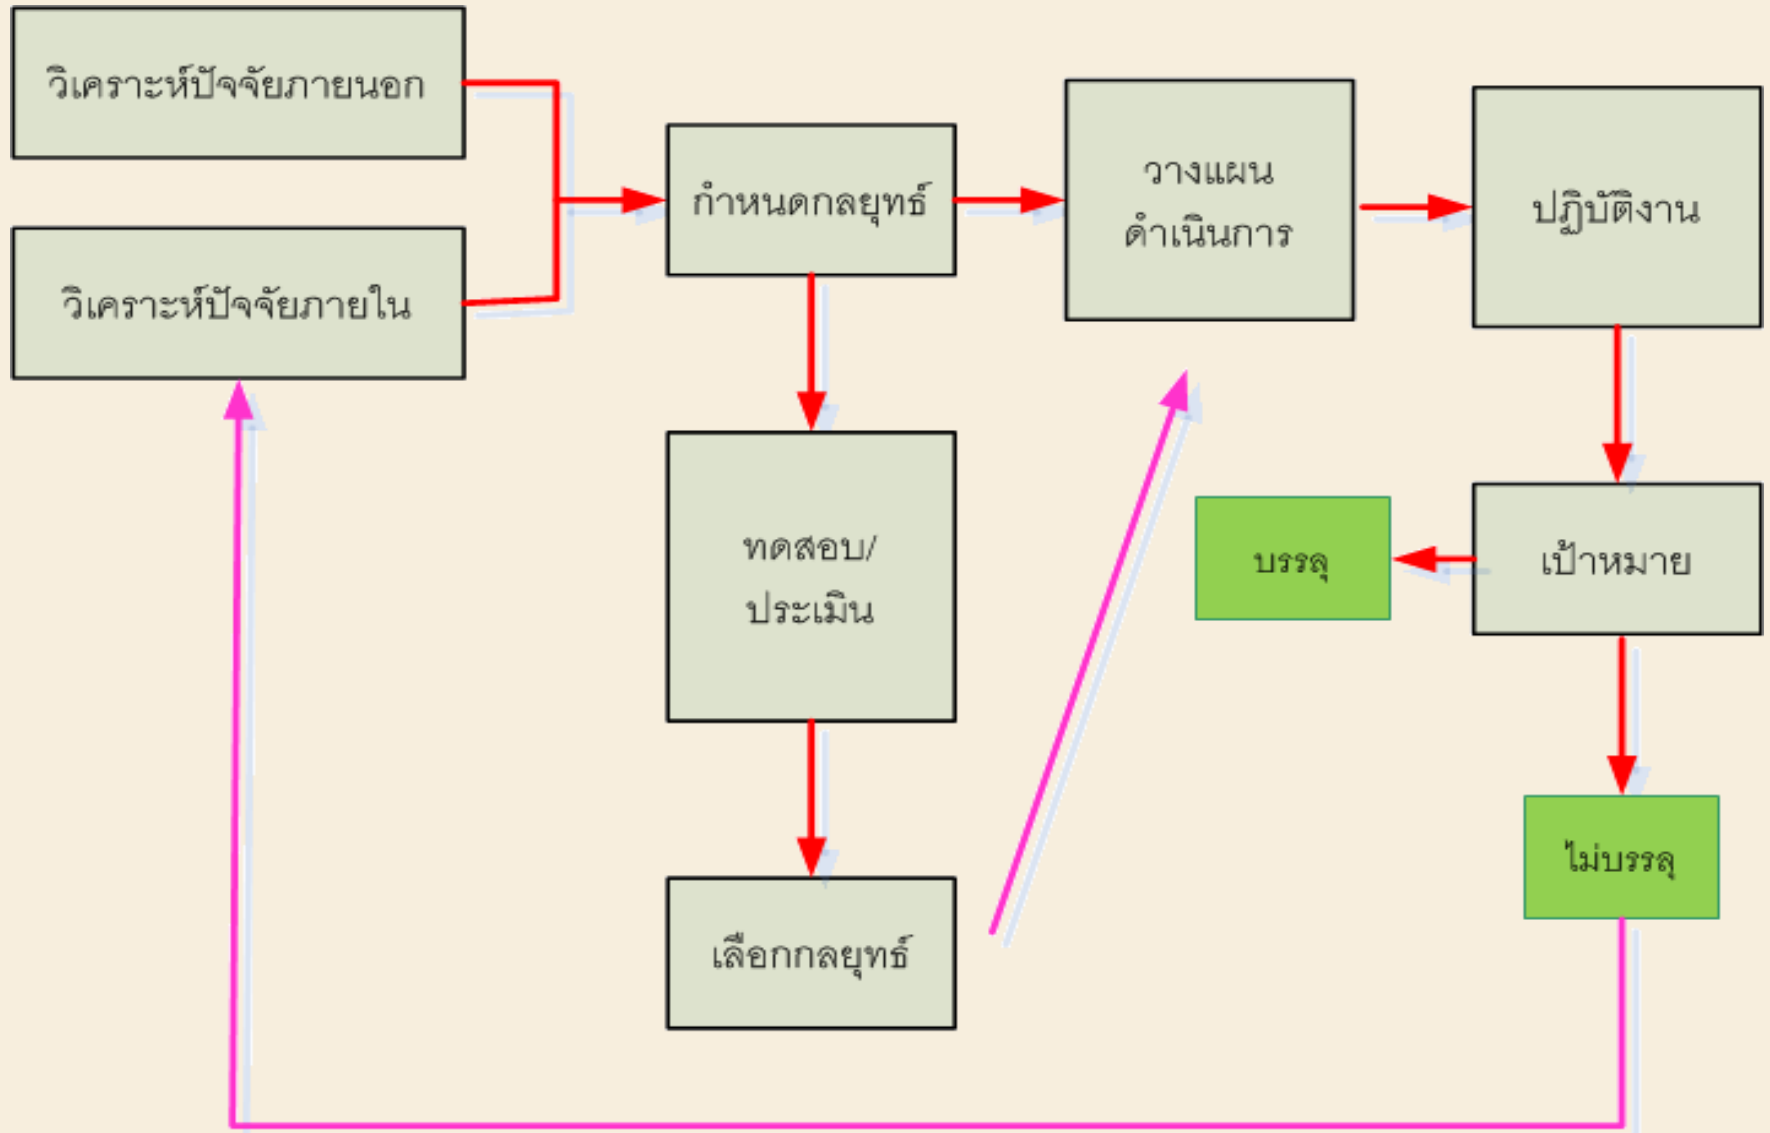 วิเคราะห์ปัจจัยภายนอก
วิเคราะห์ปัจจัยภายใน
กำหนดกลยุทธ์
วางแผน
ดำเนินการ
ปฏิบัติงาน
ทดสอบ/
ประเมิน
บรรลุ
เป้าหมาย
ไม่บรรลุ
เลือกกลยุทธ์